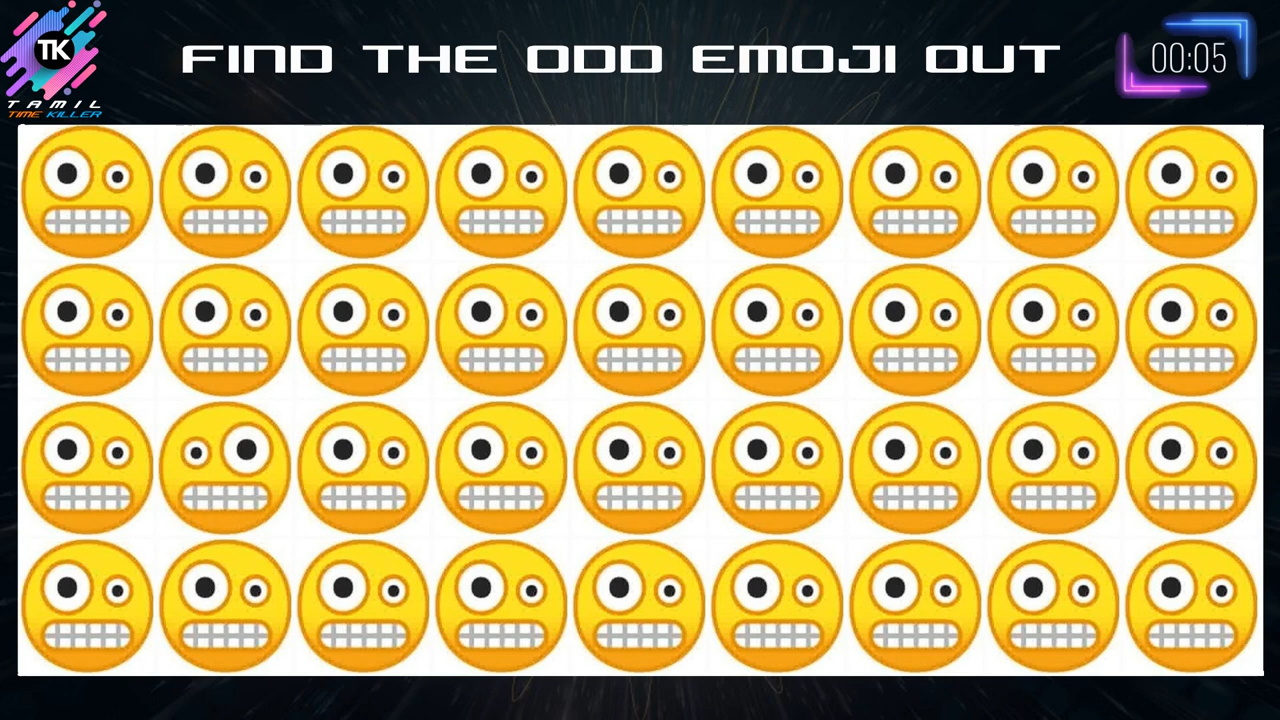 TK
TAMIL
TIME KILLER
FIND THE ODD EMOJI OUT
00:05